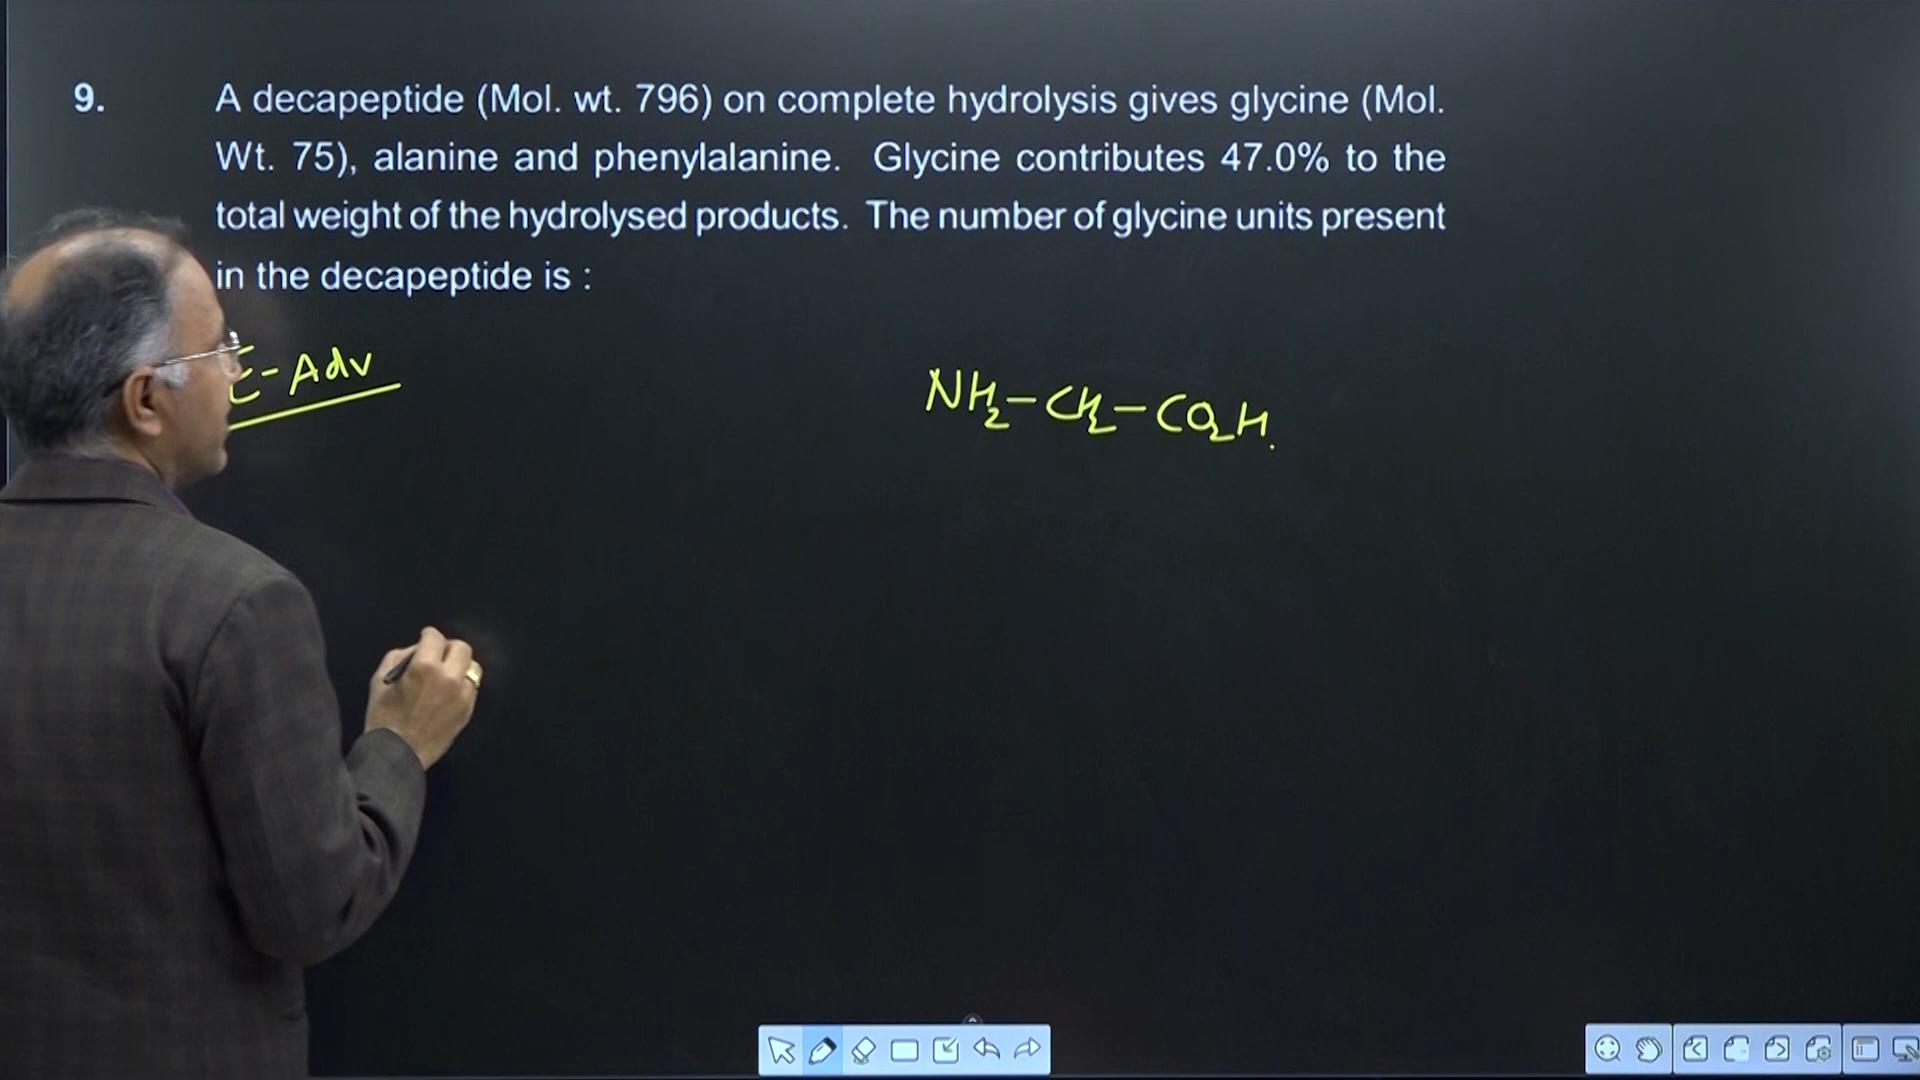 9. A decapeptide (Mol. wt. 796) on complete hydrolysis gives glycine (Mol.
Wt. 75), alanine and phenylalanine. Glycine contributes 47.0% to the
total weight of the hydrolysed products. The number of glycine units present
in the decapeptide is :
E-Adv
NH₂-CH₂-CO₂H.